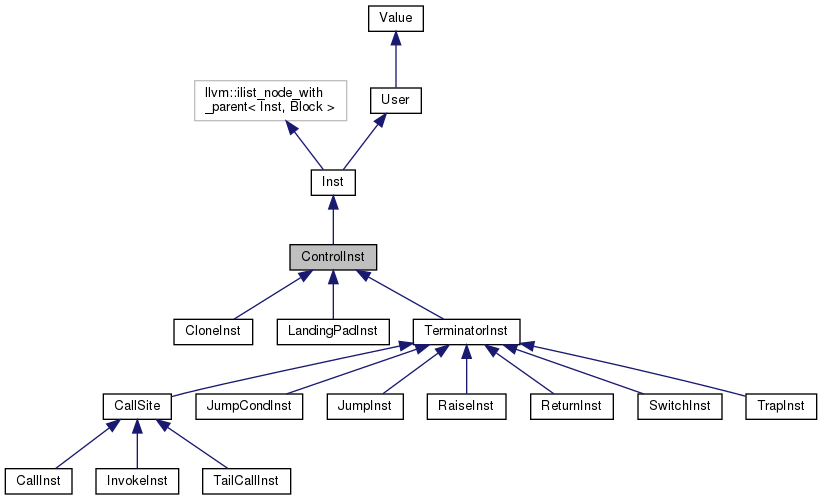 Value
llvm::ilist_node_with
_parent< Inst, Block >
User
Inst
ControlInst
CloneInst
LandingPadInst
TerminatorInst
CallSite
JumpCondInst
JumpInst
RaiseInst
ReturnInst
SwitchInst
TrapInst
CallInst
InvokeInst
TailCallInst